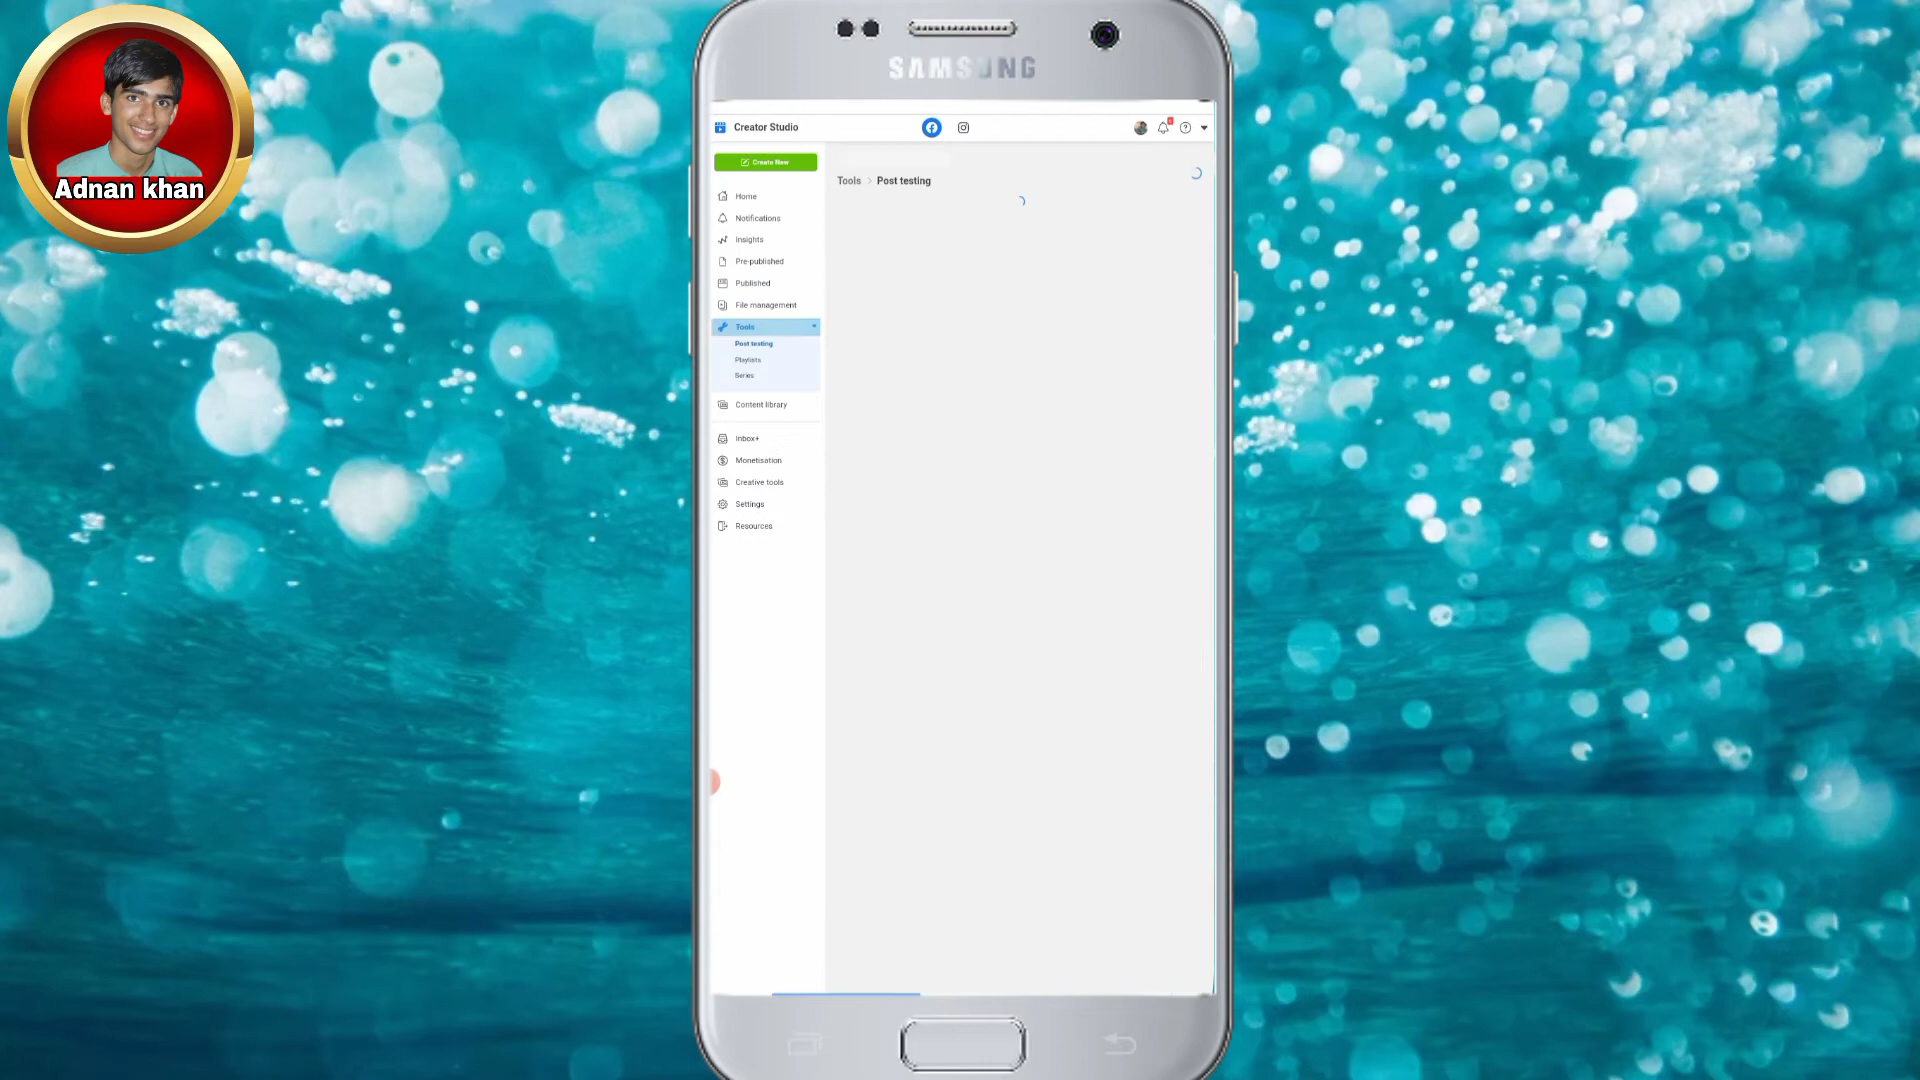 Adnan khan
SAMSUNG
Creator Studio
Create New
Tools > Post testing
Home
Notifications
Insights
Pre-published
Published
File management
Tools
Post testing
Playlists
Series
Content library
Inbox+
Monetisation
Creative tools
Settings
Resources